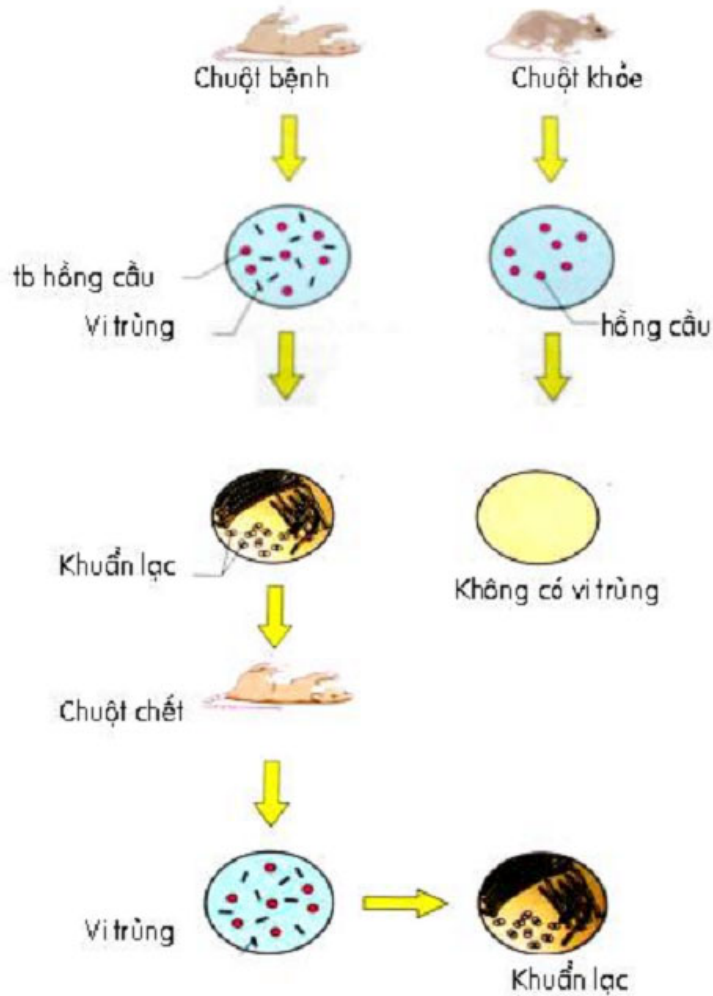 Chuột bệnh
Chuột khỏe
tb hồng cầu
Vi trùng
hồng cầu
Khuẩn lạc
Không có vi trùng
Chuột chết
Vi trùng
Khuẩn lạc